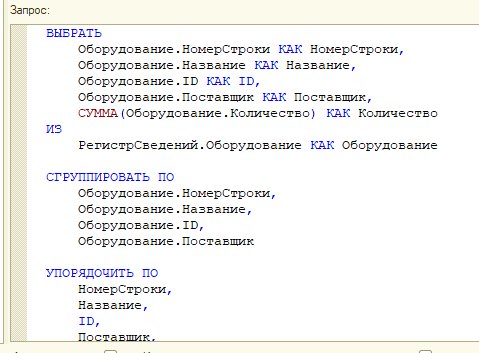 Запрос:
ВЫБРАТЬ
Оборудование.НомерСтроки КАК НомерСтроки,
Оборудование.Название КАК Название,
Оборудование.ID КАК ID,
Оборудование.Поставщик КАК Поставщик,
СУММА(Оборудование.Количество) КАК Количество
ИЗ
РегистрСведений.Оборудование КАК Оборудование
СГРУППИРОВАТЬ ПО
Оборудование.НомерСтроки,
Оборудование.Название,
Оборудование.ID,
Оборудование.Поставщик
УПОРЯДОЧИТЬ ПО
НомерСтроки,
Название,
ID,
Поставщик,